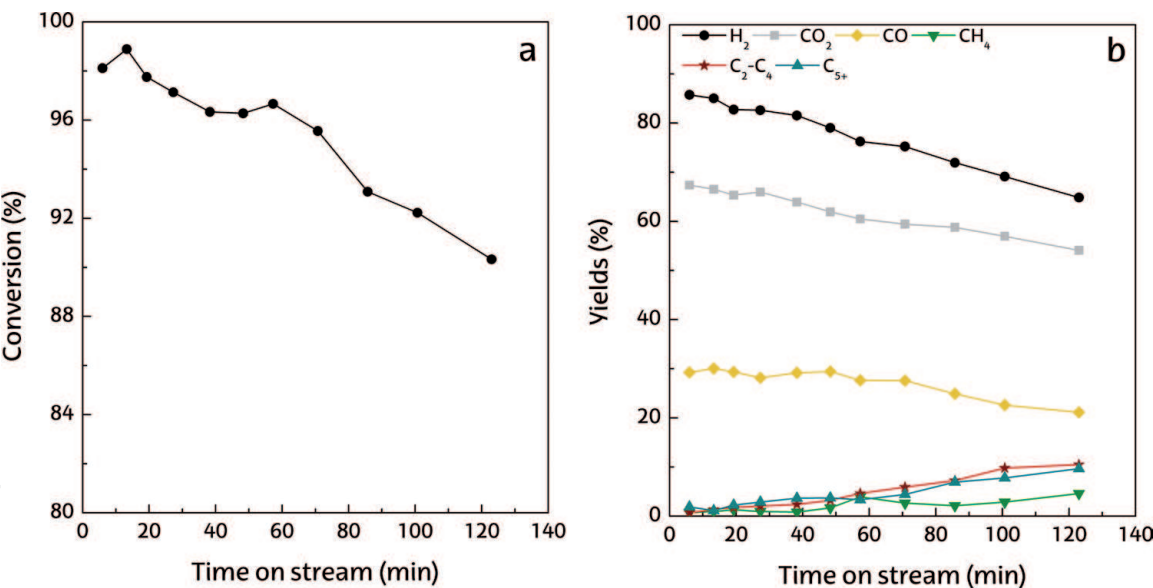 a
100
96
92
88
84
80
0 20 40 60 80 100 120 140
Conversion (%)
Time on stream (min)
b
H₂ CO₂ CO CH₄
C₂-C₄ C₅₊
100
80
60
40
20
0
0 20 40 60 80 100 120 140
Yields (%)
Time on stream (min)